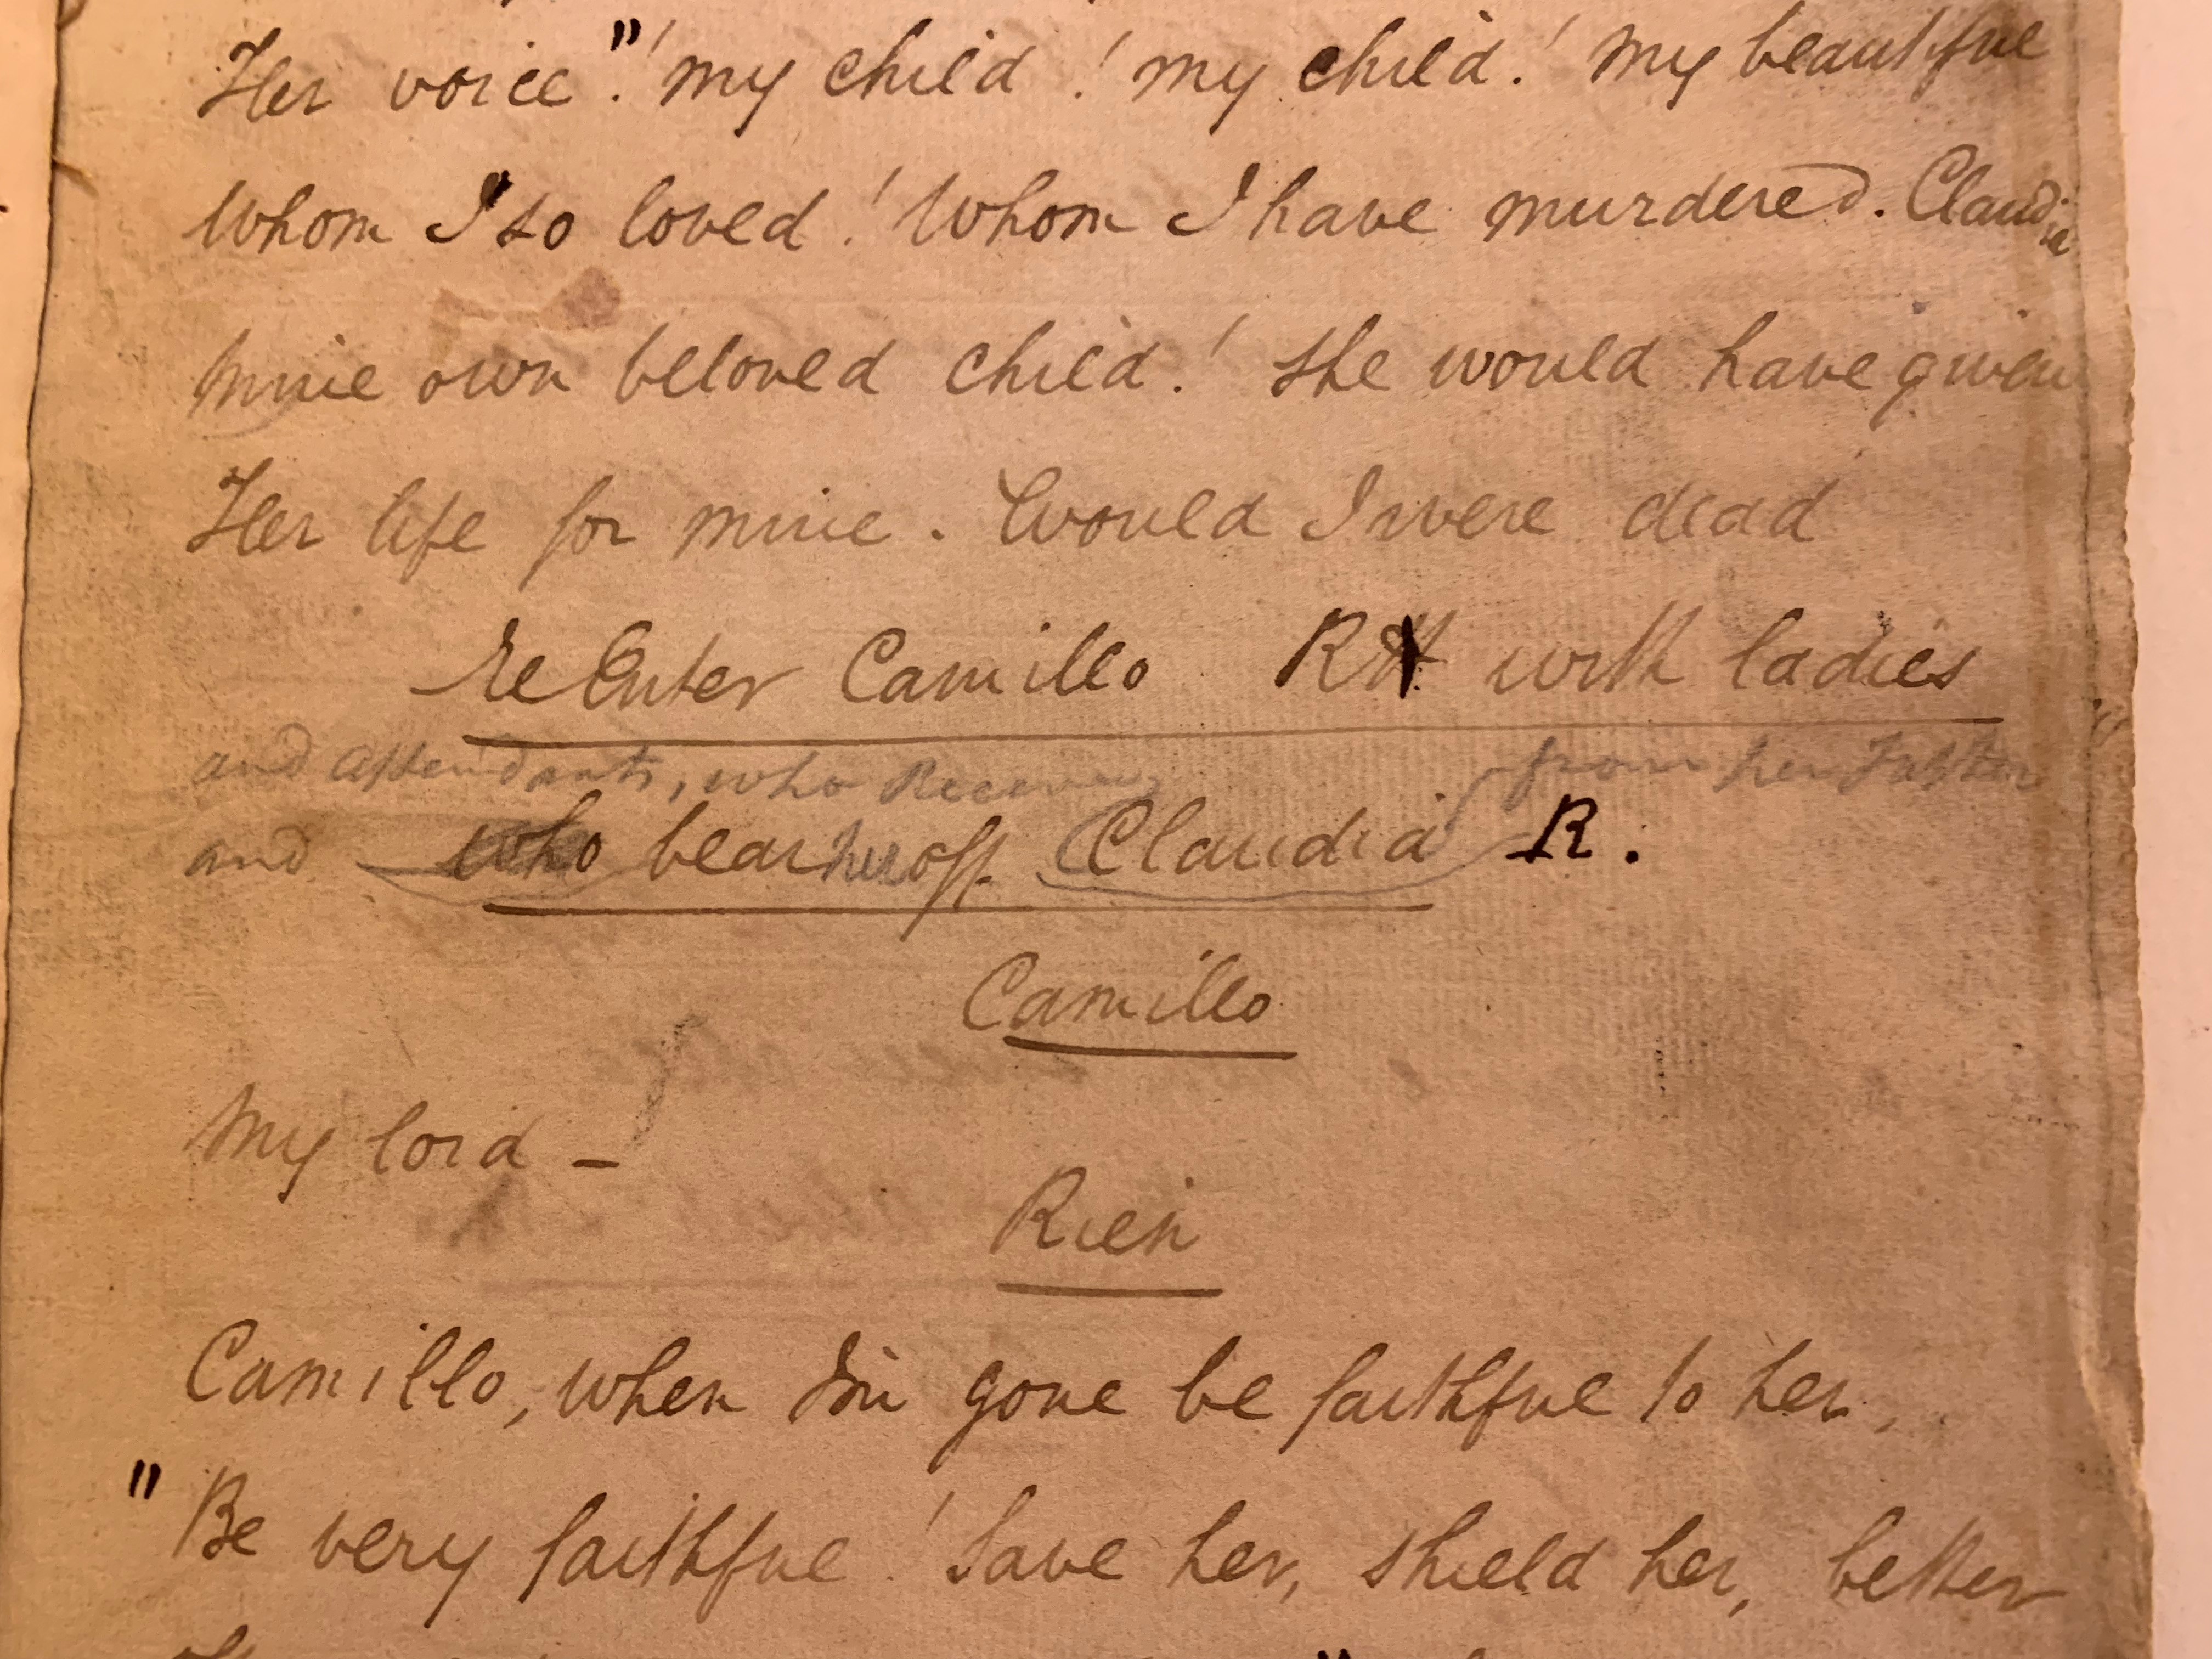 Her voice"! my child! my child! my beautiful
Whom I "so loved! Whom I have murdered. Claudia
Mine own beloved child! She would have given
Her life for mine. Would I were dead
ReEnter Camillo R with ladies
and attendants, who Receive from her Father
and who bear her off Claudia R.
Camillo
My lord —
Rien
Camillo, when I'm gone be faithful to her,
"Be very faithful! Save her, shield her, better